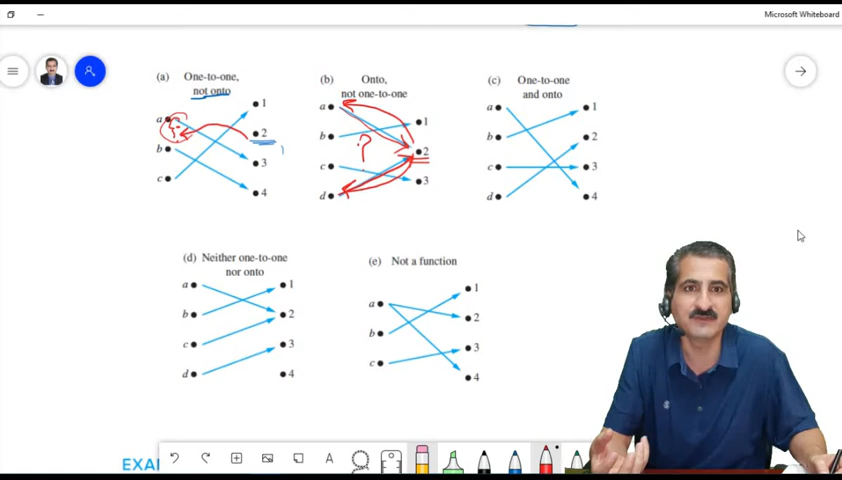 Microsoft Whiteboard
(a) One-to-one,
not onto
a
b
c
1
2
3
4
(b) Onto,
not one-to-one
a
b
c
d
1
2
3
?
(c) One-to-one
and onto
a
b
c
d
1
2
3
4
(d) Neither one-to-one
nor onto
a
b
c
d
1
2
3
4
(e) Not a function
a
b
c
1
2
3
4
EXA
A